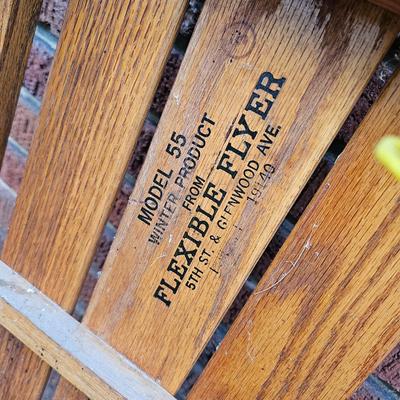 MODEL 55
WINTER PRODUCT
FROM
FLEXIBLE FLYER
5TH ST. & GLENWOOD AVE.
19140